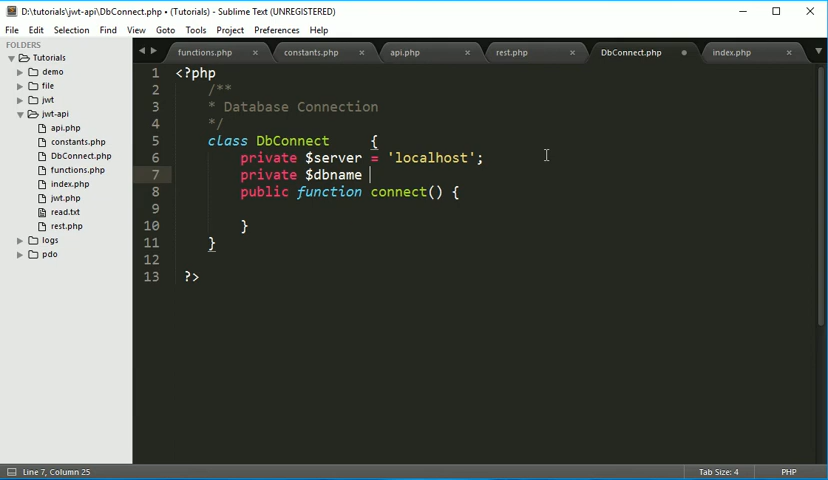 D:\tutorials\jwt-api\DbConnect.php • (Tutorials) - Sublime Text (UNREGISTERED)
File Edit Selection Find View Goto Tools Project Preferences Help
FOLDERS
Tutorials
demo
file
jwt
jwt-api
api.php
constants.php
DbConnect.php
functions.php
index.php
jwt.php
read.txt
rest.php
logs
pdo
functions.php constants.php api.php rest.php DbConnect.php index.php
1 <?php
2 /**
3 * Database Connection
4 */
5 class DbConnect {
6 private $server = 'localhost';
7 private $dbname
8 public function connect() {
9
10 }
11 }
12
13 ?>
Line 7, Column 25 Tab Size: 4 PHP